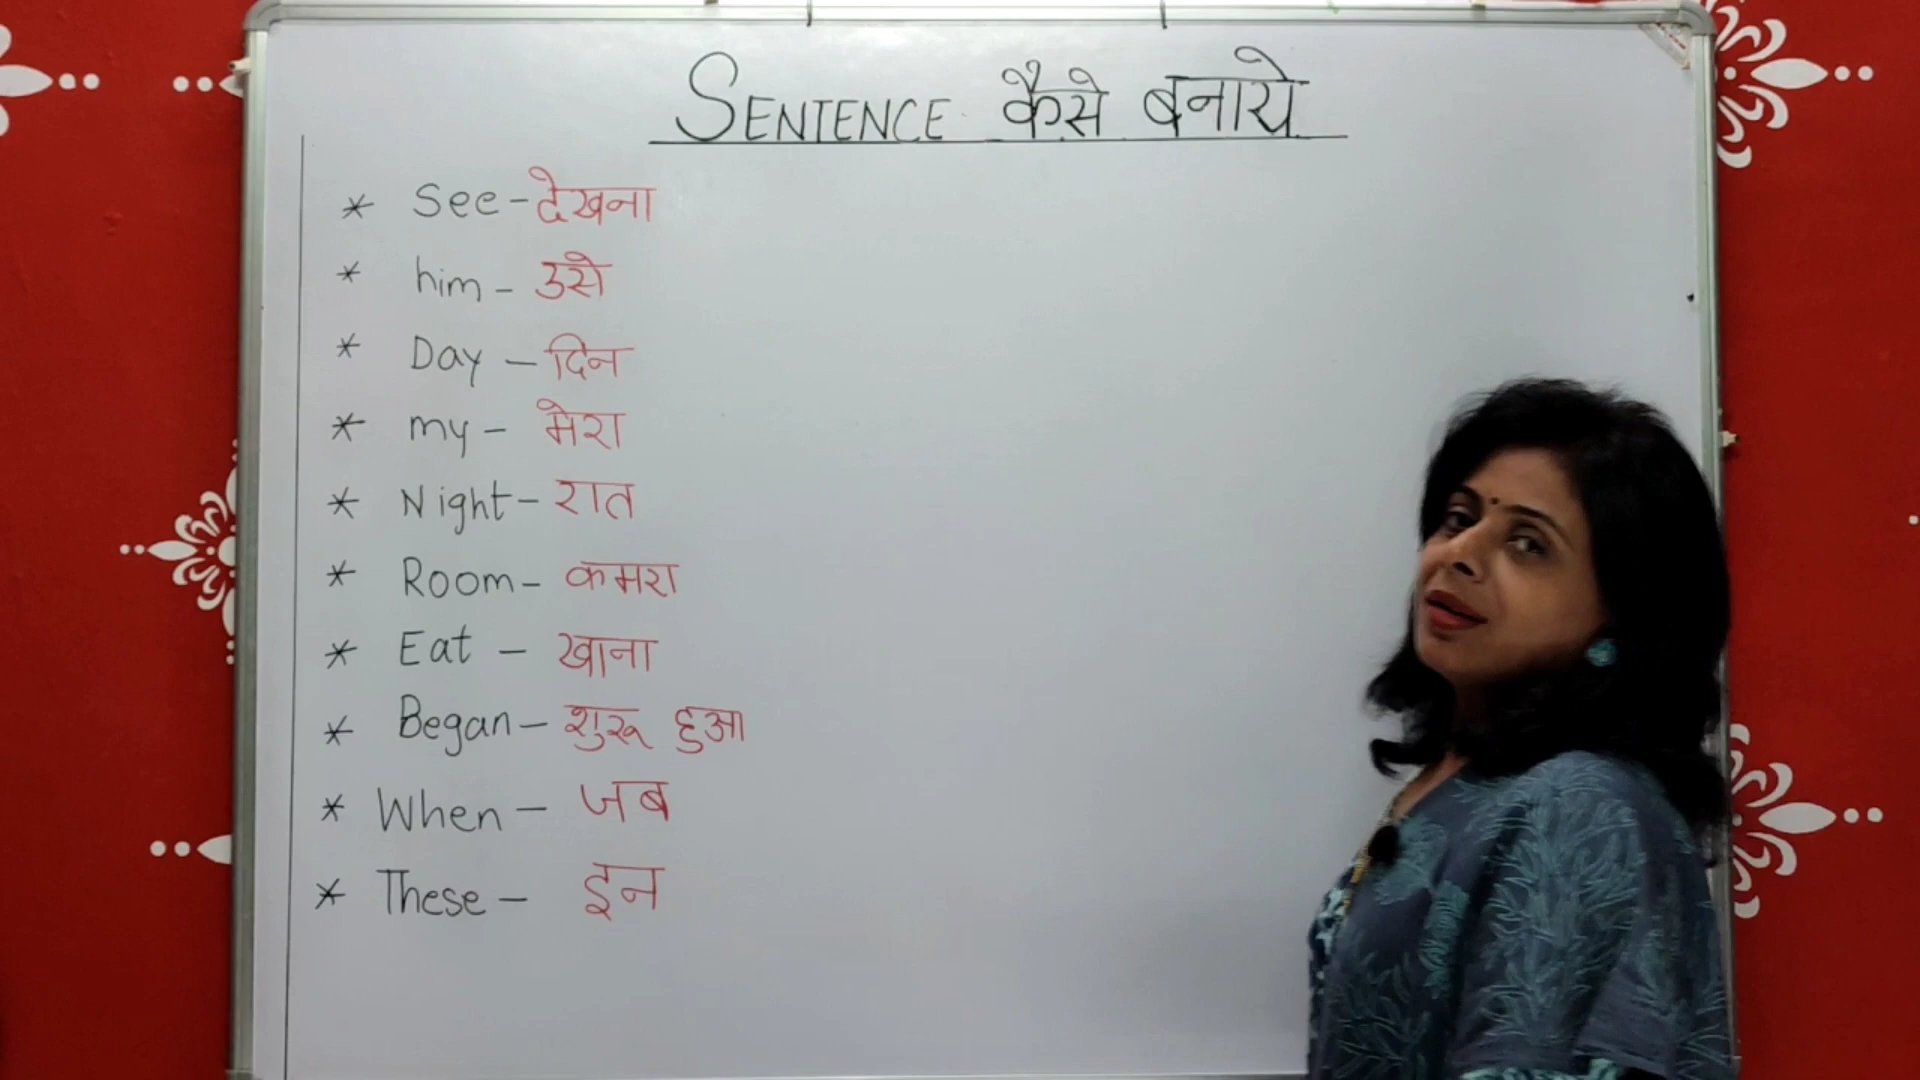 SENTENCE कैसे बनाये
* See - देखना
* him - उसे
* Day - दिन
* my - मेरा
* Night - रात
* Room - कमरा
* Eat - खाना
* Began - शुरू हुआ
* When - जब
* These - इन